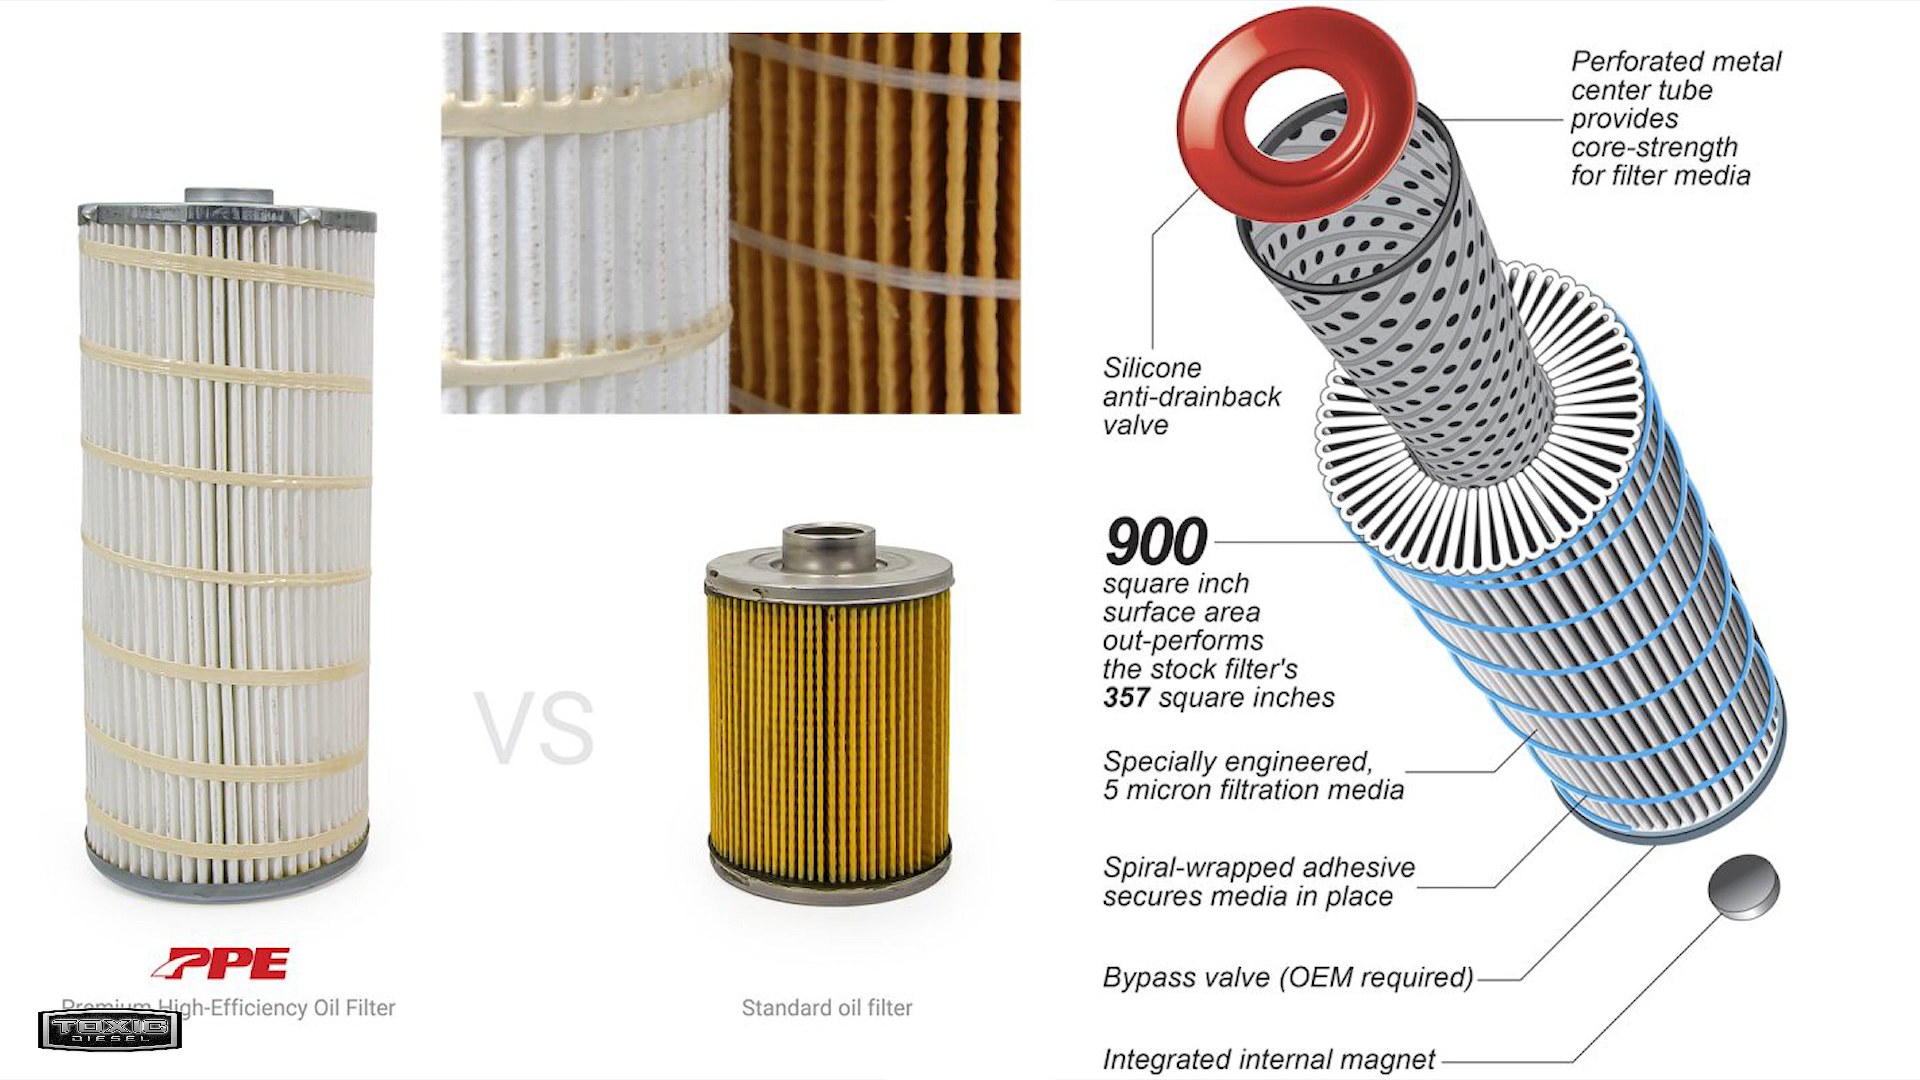 VS
PPE
Premium High-Efficiency Oil Filter
TOXIC
DIESEL
Standard oil filter
Perforated metal
center tube
provides
core-strength
for filter media
Silicone
anti-drainback
valve
900
square inch
surface area
out-performs
the stock filter's
357 square inches
Specially engineered,
5 micron filtration media
Spiral-wrapped adhesive
secures media in place
Bypass valve (OEM required)
Integrated internal magnet